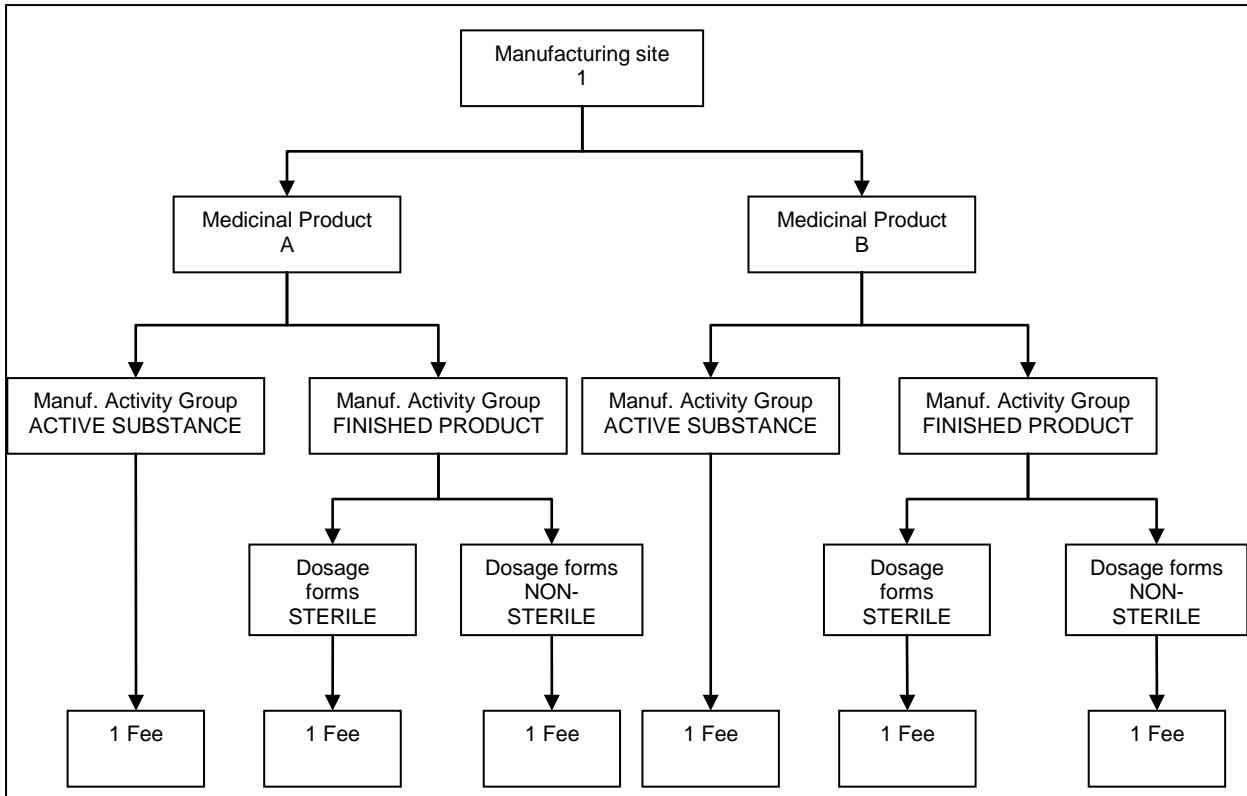 Manufacturing site
1
Medicinal Product
A
Medicinal Product
B
Manuf. Activity Group
ACTIVE SUBSTANCE
Manuf. Activity Group
FINISHED PRODUCT
Manuf. Activity Group
ACTIVE SUBSTANCE
Manuf. Activity Group
FINISHED PRODUCT
Dosage
forms
STERILE
Dosage forms
NON-
STERILE
Dosage
forms
STERILE
Dosage forms
NON-
STERILE
1 Fee
1 Fee
1 Fee
1 Fee
1 Fee
1 Fee